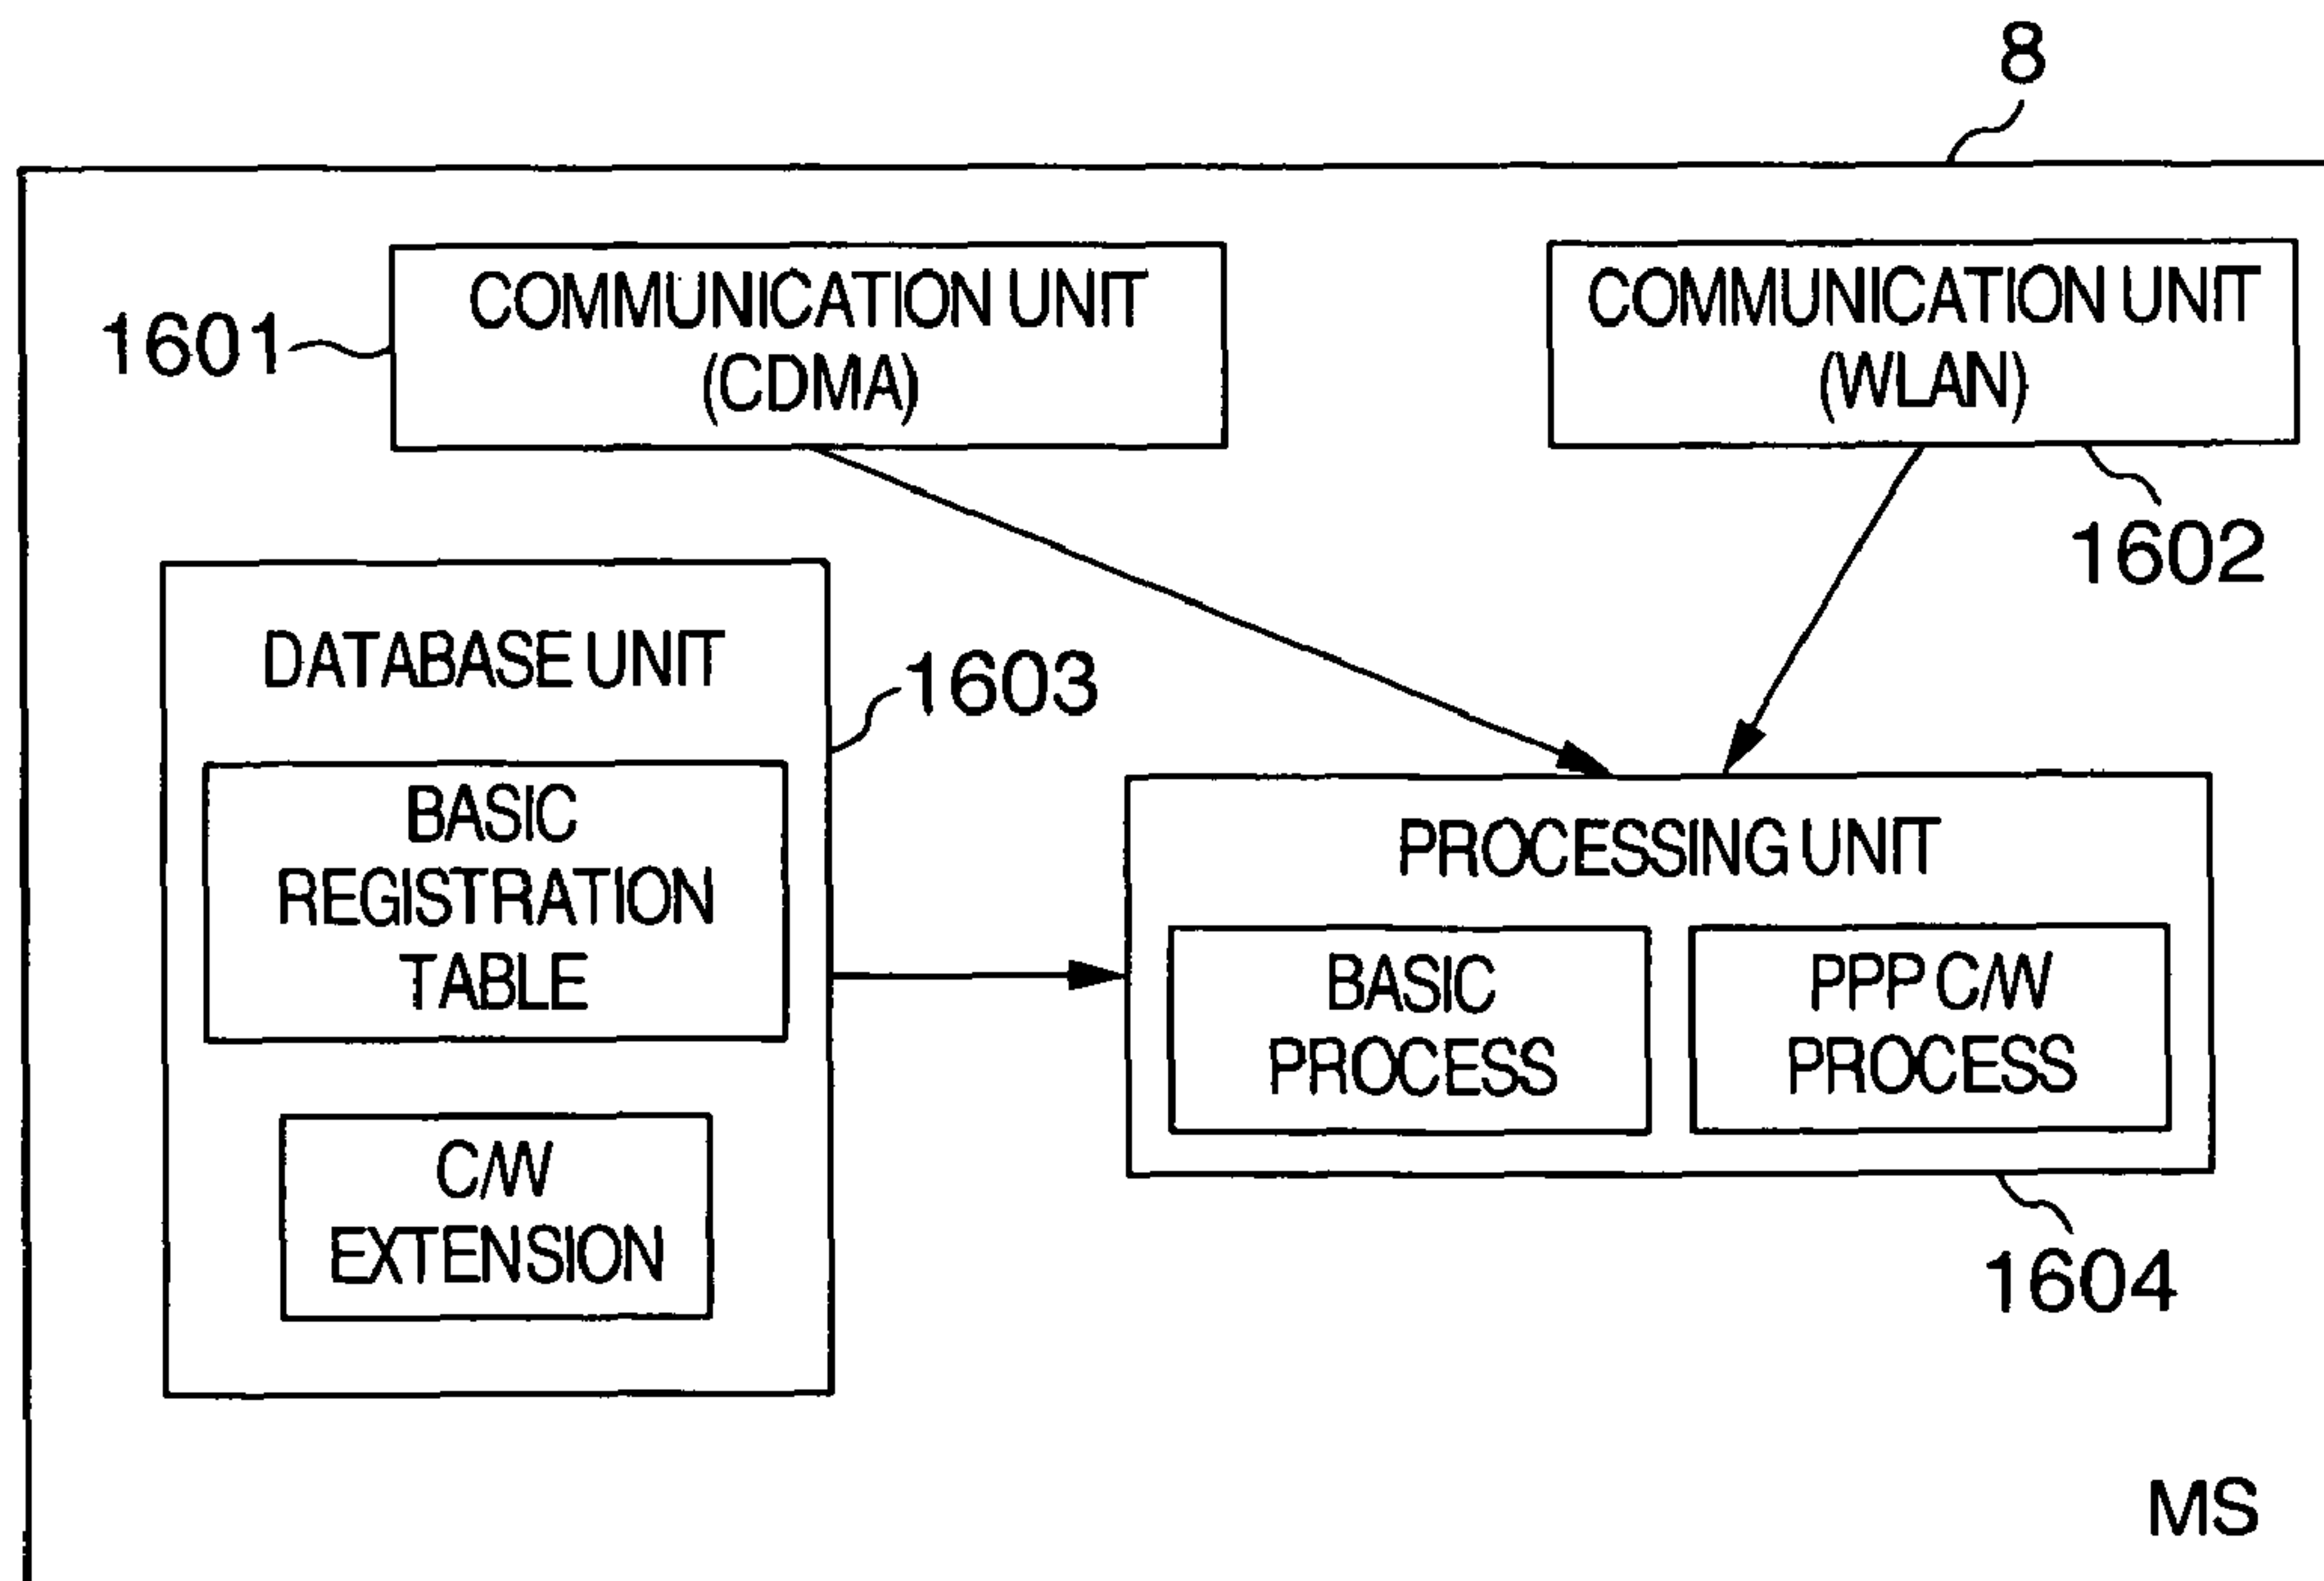 8
COMMUNICATION UNIT
(CDMA)
1601
COMMUNICATION UNIT
(WLAN)
1602
DATABASE UNIT
1603
BASIC
REGISTRATION
TABLE
C/W
EXTENSION
PROCESSING UNIT
BASIC
PROCESS
PPP C/W
PROCESS
1604
MS